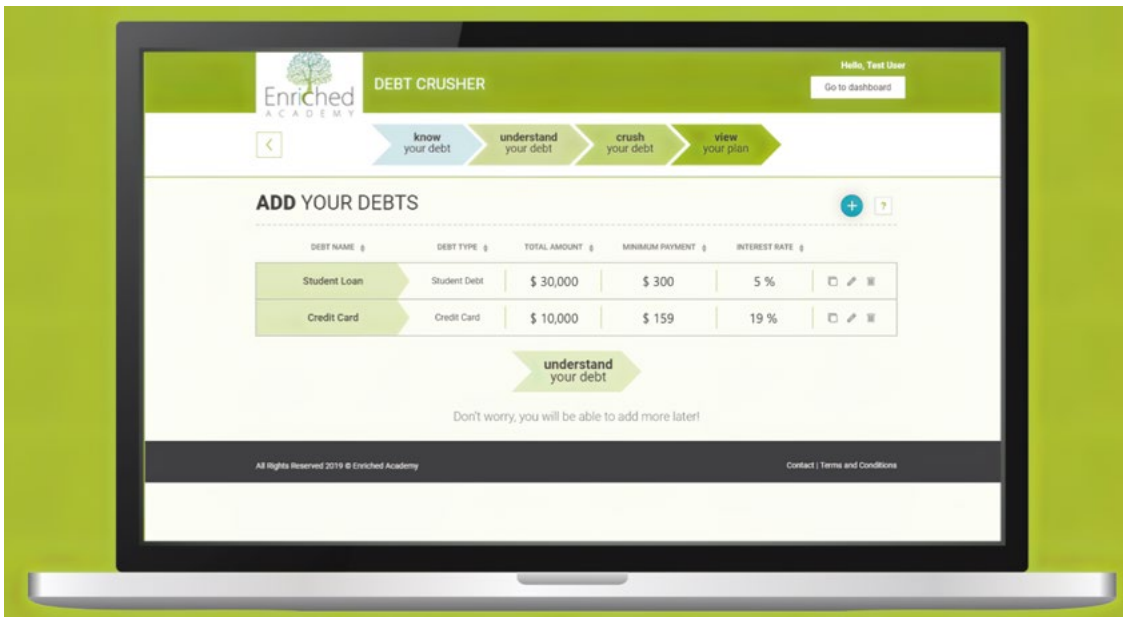 Hello, Test User
Enriched
ACADEMY
DEBT CRUSHER
Go to dashboard
<
know
your debt
understand
your debt
crush
your debt
view
your plan
ADD YOUR DEBTS
+
?
DEBT NAME DEBT TYPE TOTAL AMOUNT MINIMUM PAYMENT INTEREST RATE
Student Loan Student Debt $ 30,000 $ 300 5 %
Credit Card Credit Card $ 10,000 $ 159 19 %
understand
your debt
Don't worry, you will be able to add more later!
All Rights Reserved 2019 © Enriched Academy Contact | Terms and Conditions